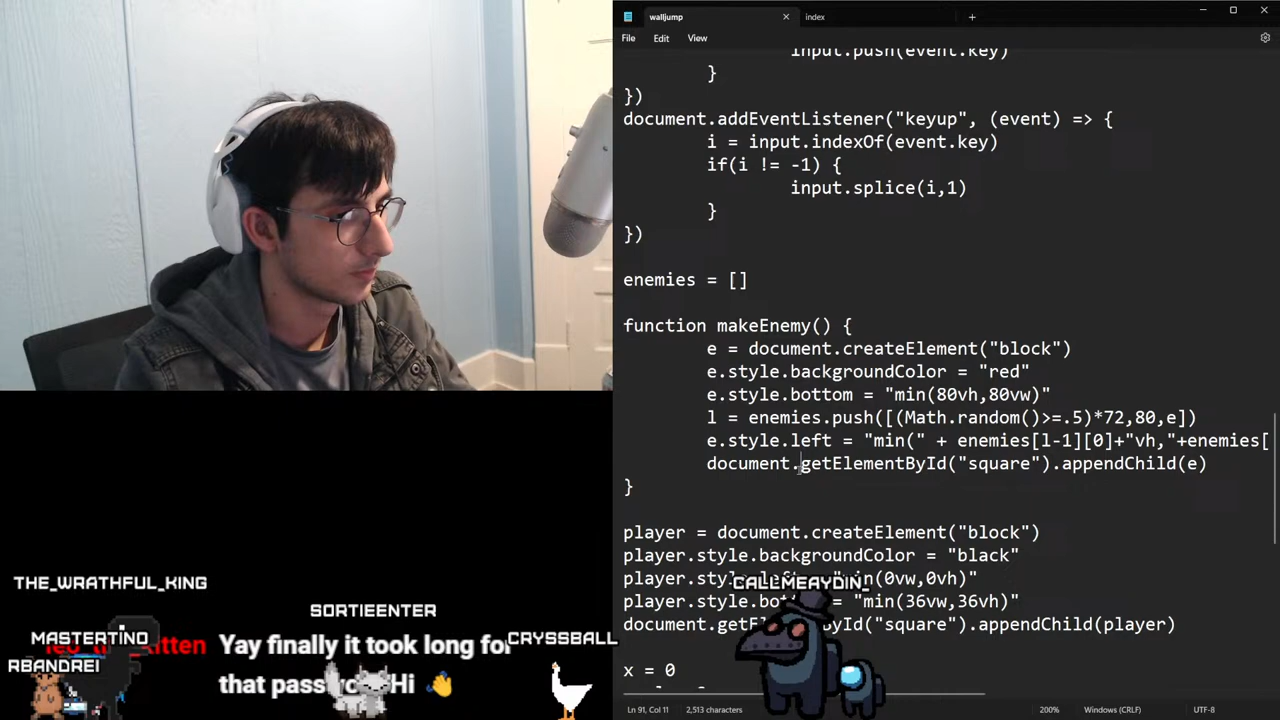 walljump
index
File Edit View
input.push(event.key)
}
})
document.addEventListener("keyup", (event) => {
i = input.indexOf(event.key)
if(i != -1) {
input.splice(i,1)
}
})
enemies = []
function makeEnemy() {
e = document.createElement("block")
e.style.backgroundColor = "red"
e.style.bottom = "min(80vh,80vw)"
l = enemies.push([(Math.random()>=.5)*72,80,e])
e.style.left = "min(" + enemies[l-1][0]+"vh,"+enemies[
document.getElementById("square").appendChild(e)
}
player = document.createElement("block")
player.style.backgroundColor = "black"
"min(0vw,0vh)"
= "min(36vw,36vh)"
"square").appendChild(player)
x = 0
Ln 91, Col 11 2,513 characters 200% Windows (CRLF) UTF-8
THE_WRATHFUL_KING
SORTIEENTER
CALLMEAYDIN_
MASTERTINO
CRYSSBALL
RBANDREI
Yay finally it took long for
that Hi 👋